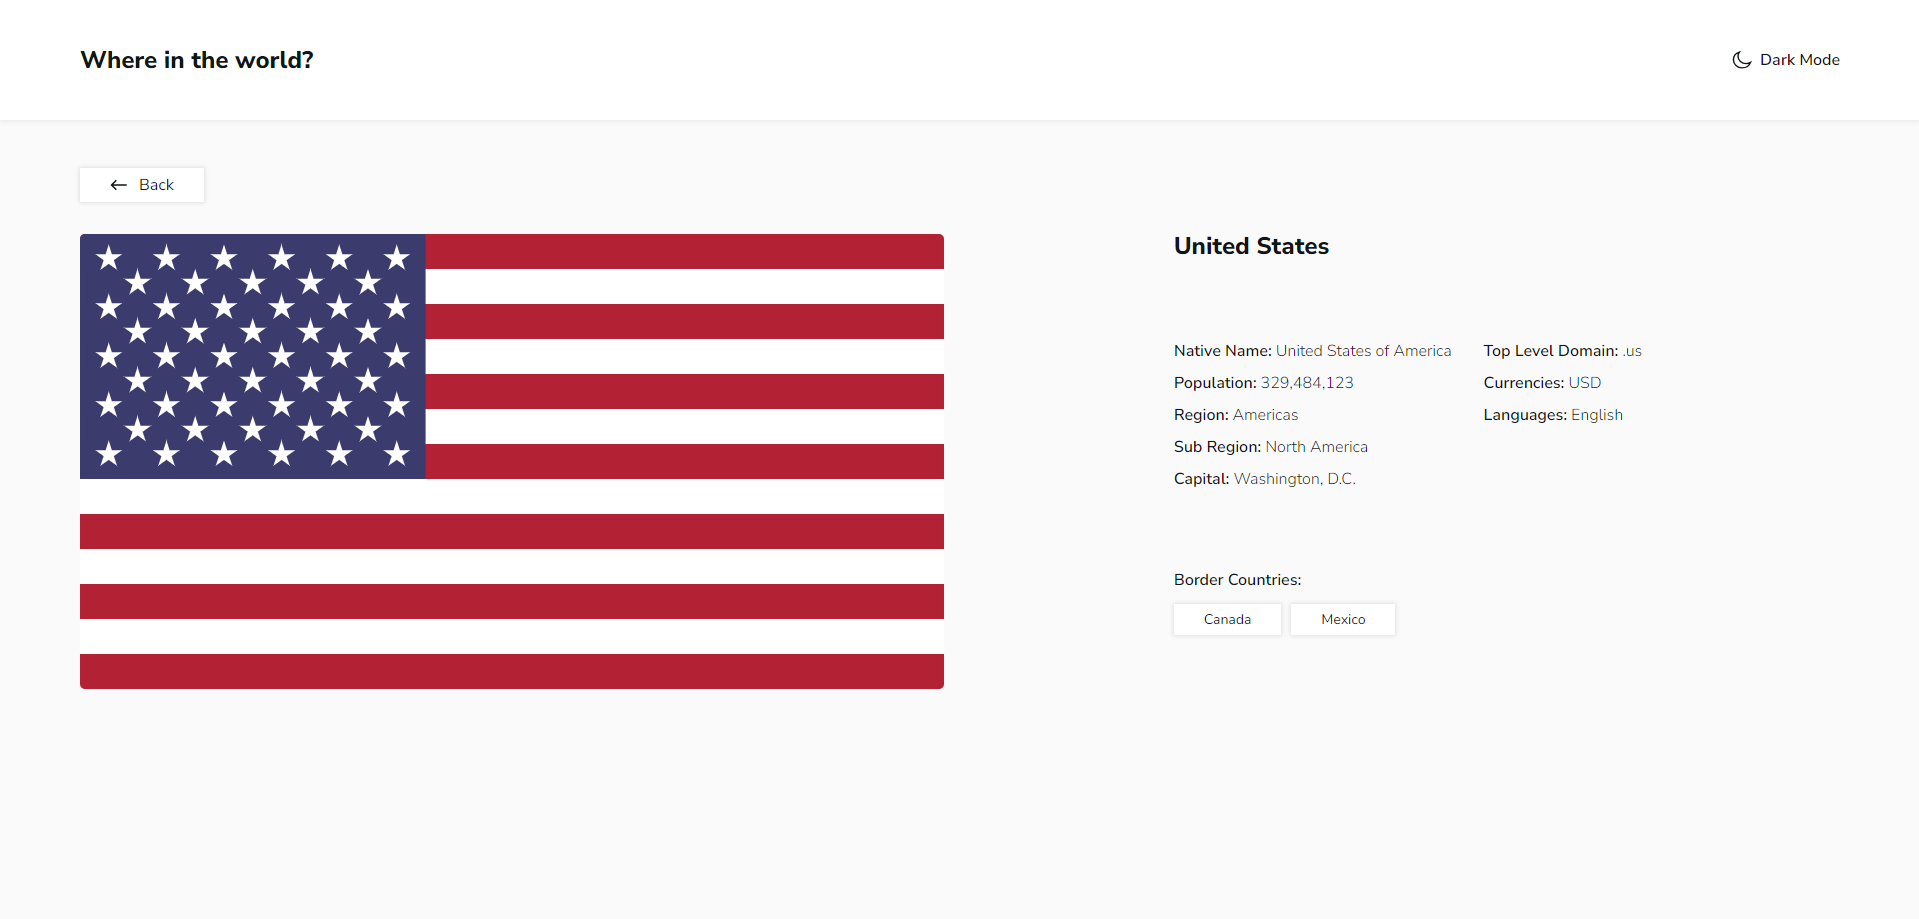 Where in the world?
Dark Mode
Back
United States
Native Name: United States of America
Population: 329,484,123
Region: Americas
Sub Region: North America
Capital: Washington, D.C.
Top Level Domain: .us
Currencies: USD
Languages: English
Border Countries:
Canada
Mexico